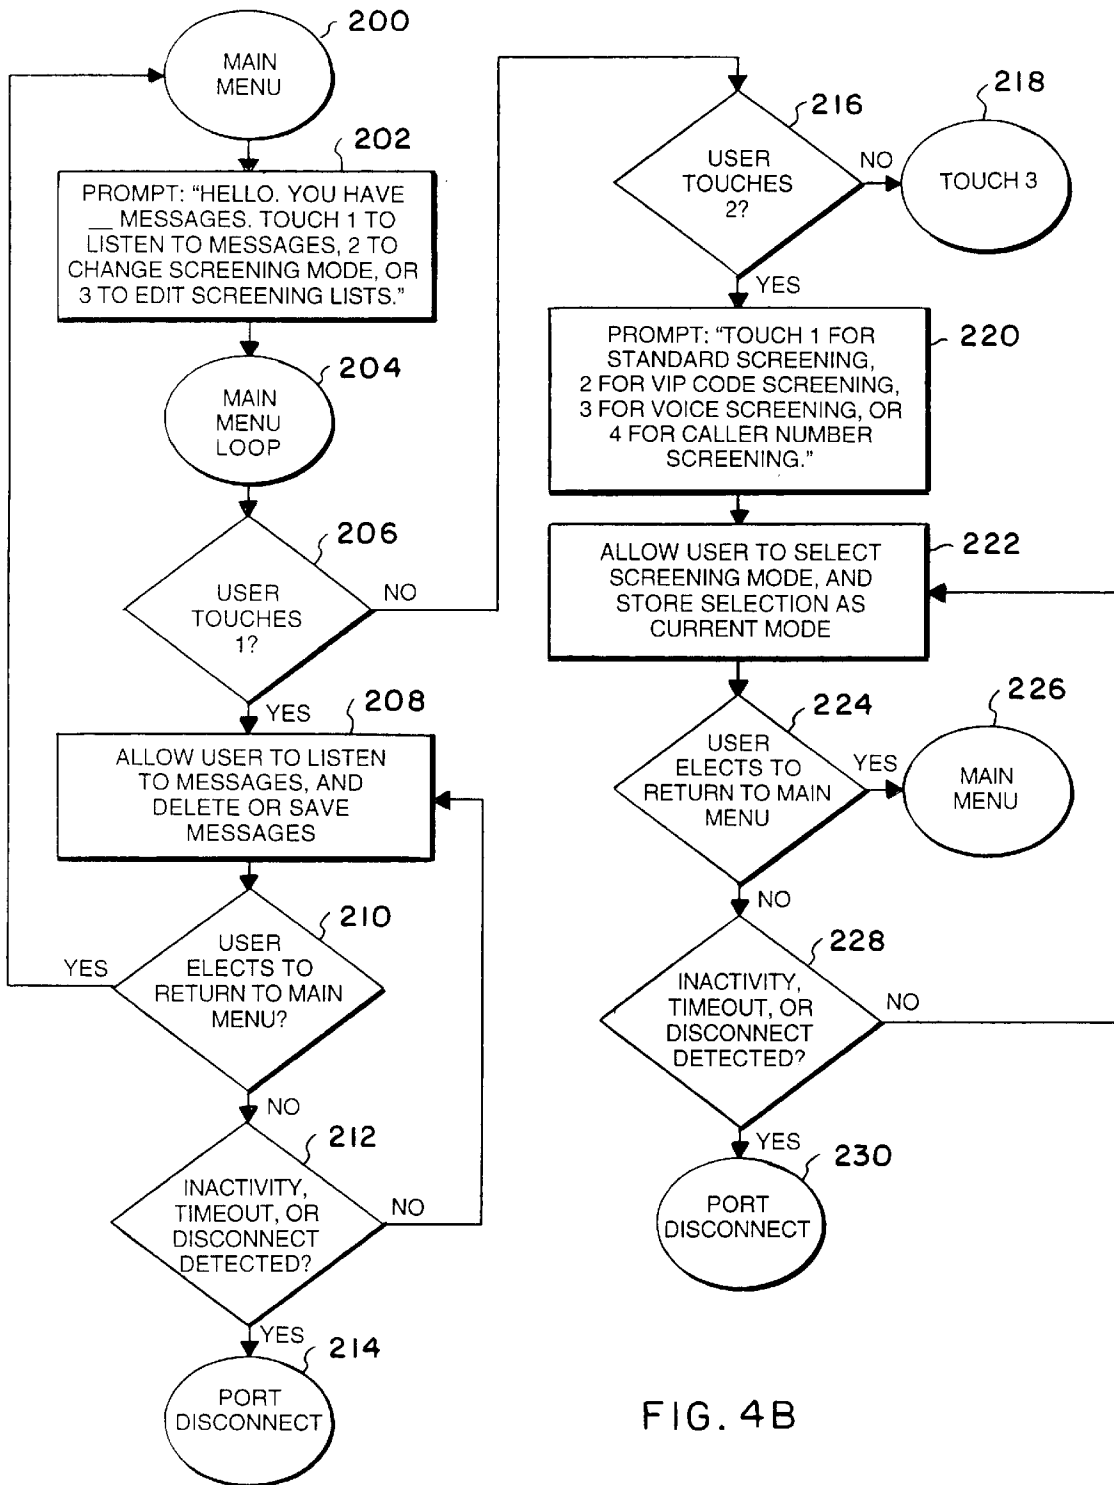 200
MAIN
MENU
202
PROMPT: "HELLO. YOU HAVE
__ MESSAGES. TOUCH 1 TO
LISTEN TO MESSAGES, 2 TO
CHANGE SCREENING MODE, OR
3 TO EDIT SCREENING LISTS."
204
MAIN
MENU
LOOP
206
USER
TOUCHES
1?
NO
YES
208
ALLOW USER TO LISTEN
TO MESSAGES, AND
DELETE OR SAVE
MESSAGES
210
USER
ELECTS TO
RETURN TO MAIN
MENU?
YES
NO
212
INACTIVITY,
TIMEOUT, OR
DISCONNECT
DETECTED?
NO
YES
214
PORT
DISCONNECT
216
USER
TOUCHES
2?
NO
218
TOUCH 3
YES
220
PROMPT: "TOUCH 1 FOR
STANDARD SCREENING,
2 FOR VIP CODE SCREENING,
3 FOR VOICE SCREENING, OR
4 FOR CALLER NUMBER
SCREENING."
222
ALLOW USER TO SELECT
SCREENING MODE, AND
STORE SELECTION AS
CURRENT MODE
224
USER
ELECTS TO
RETURN TO MAIN
MENU
YES
226
MAIN
MENU
NO
228
INACTIVITY,
TIMEOUT, OR
DISCONNECT
DETECTED?
NO
YES
230
PORT
DISCONNECT
FIG. 4B